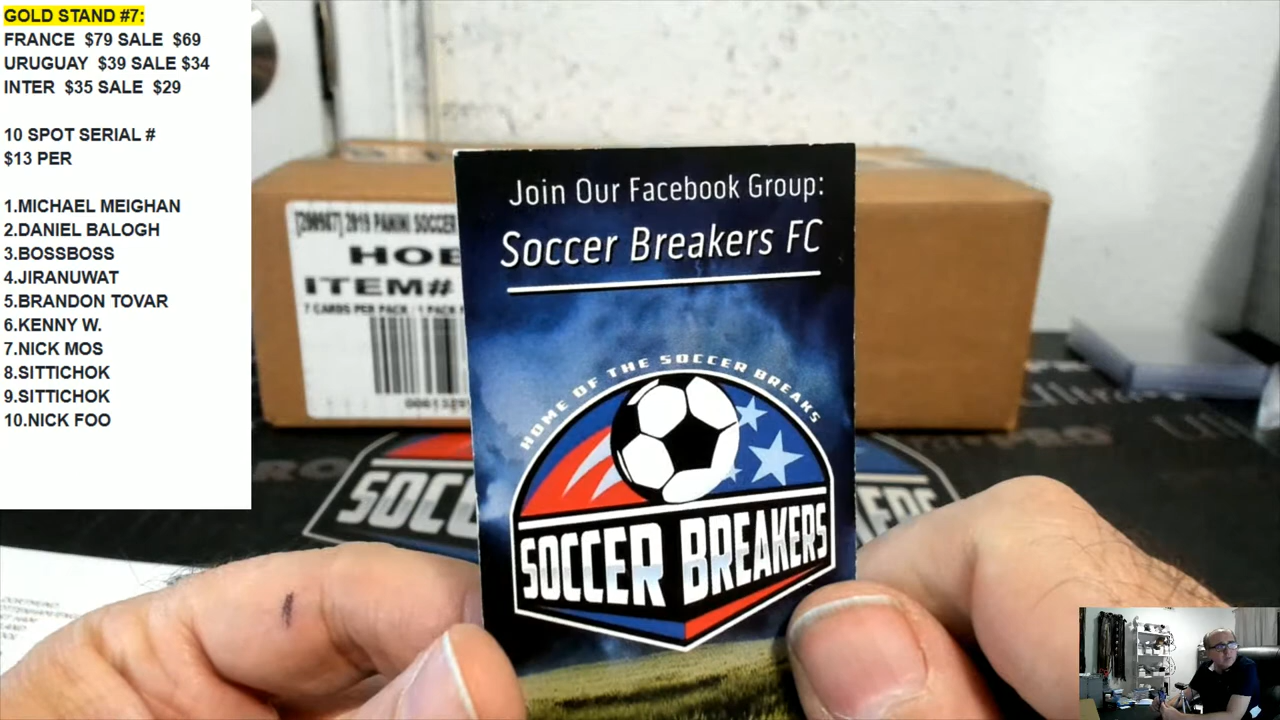 GOLD STAND #7:
FRANCE $79 SALE $69
URUGUAY $39 SALE $34
INTER $35 SALE $29
10 SPOT SERIAL #
$13 PER
1.MICHAEL MEIGHAN
2.DANIEL BALOGH
3.BOSSBOSS
4.JIRANUWAT
5.BRANDON TOVAR
6.KENNY W.
7.NICK MOS
8.SITTICHOK
9.SITTICHOK
10.NICK FOO
2019 PANINI SOCCER
HOB
ITEM#
7 CARDS PER PACK 1 PACK
Join Our Facebook Group:
Soccer Breakers FC
HOME OF THE SOCCER BREAKS
SOCCER BREAKERS
SOCC